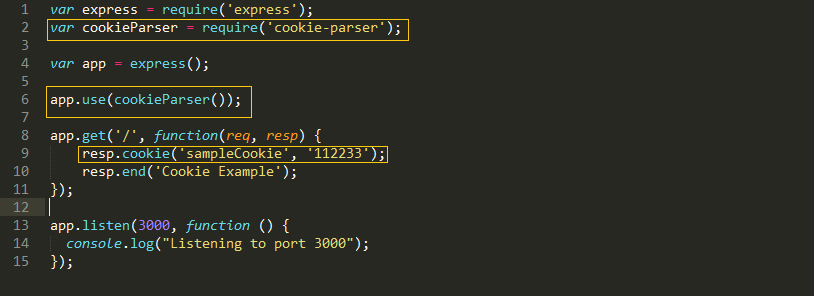 1 var express = require('express');
2 var cookieParser = require('cookie-parser');
3
4 var app = express();
5
6 app.use(cookieParser());
7
8 app.get('/', function(req, resp) {
9     resp.cookie('sampleCookie', '112233');
10     resp.end('Cookie Example');
11 });
12
13 app.listen(3000, function () {
14   console.log("Listening to port 3000");
15 });